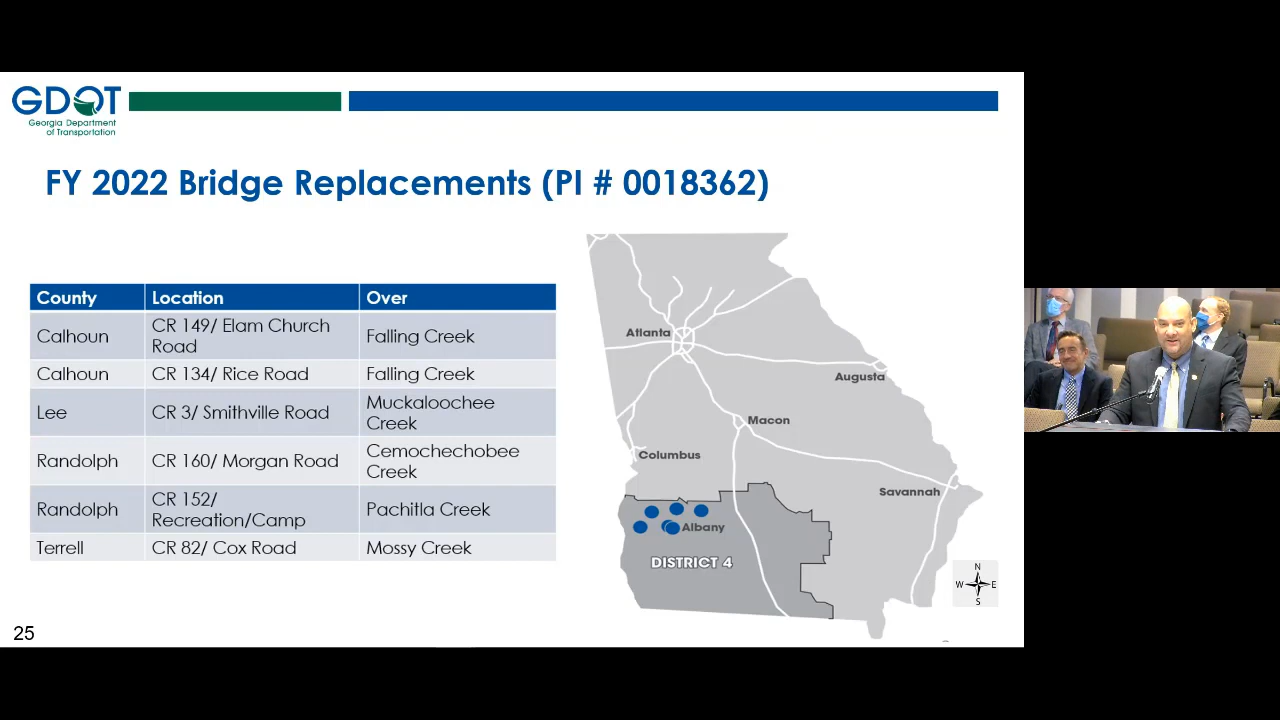 GDOT
Georgia Department
of Transportation
FY 2022 Bridge Replacements (PI # 0018362)
County Location Over
Calhoun CR 149/ Elam Church Road Falling Creek
Calhoun CR 134/ Rice Road Falling Creek
Lee CR 3/ Smithville Road Muckaloochee Creek
Randolph CR 160/ Morgan Road Cemochechobee Creek
Randolph CR 152/ Recreation/Camp Pachitla Creek
Terrell CR 82/ Cox Road Mossy Creek
Atlanta
Augusta
Macon
Columbus
Savannah
Albany
DISTRICT 4
N
W E
S
25